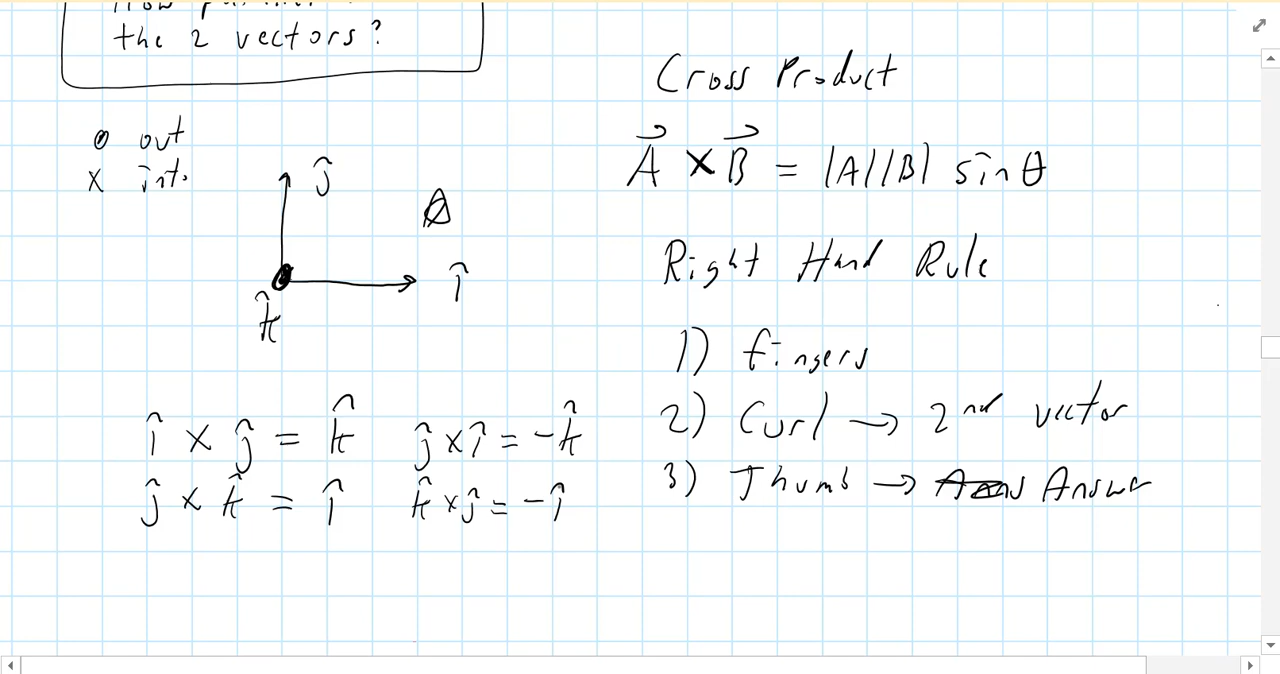 the 2 vectors?
out
x into
ĵ
î
k̂
î x ĵ = k̂ ĵ x î = -k̂
ĵ x k̂ = î k̂ x ĵ = -î
Cross Product
A⃗ x B⃗ = |A||B| sinθ
Right Hand Rule
1) fingers
2) Curl → 2nd vector
3) Thumb → Answer